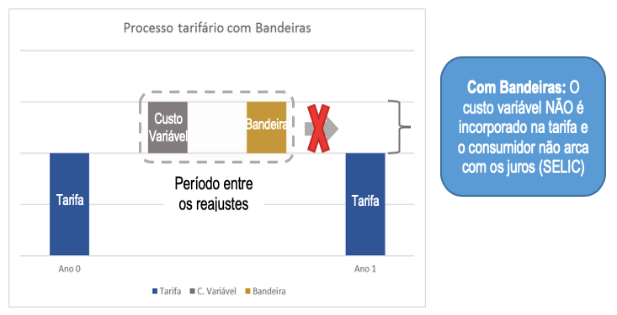 Processo tarifário com Bandeiras
Custo
Variável
Bandeira
Tarifa
Período entre
os reajustes
Tarifa
Ano 0
Ano 1
Tarifa
C. Variável
Bandeira
Com Bandeiras: O
custo variável NÃO é
incorporado na tarifa e
o consumidor não arca
com os juros (SELIC)